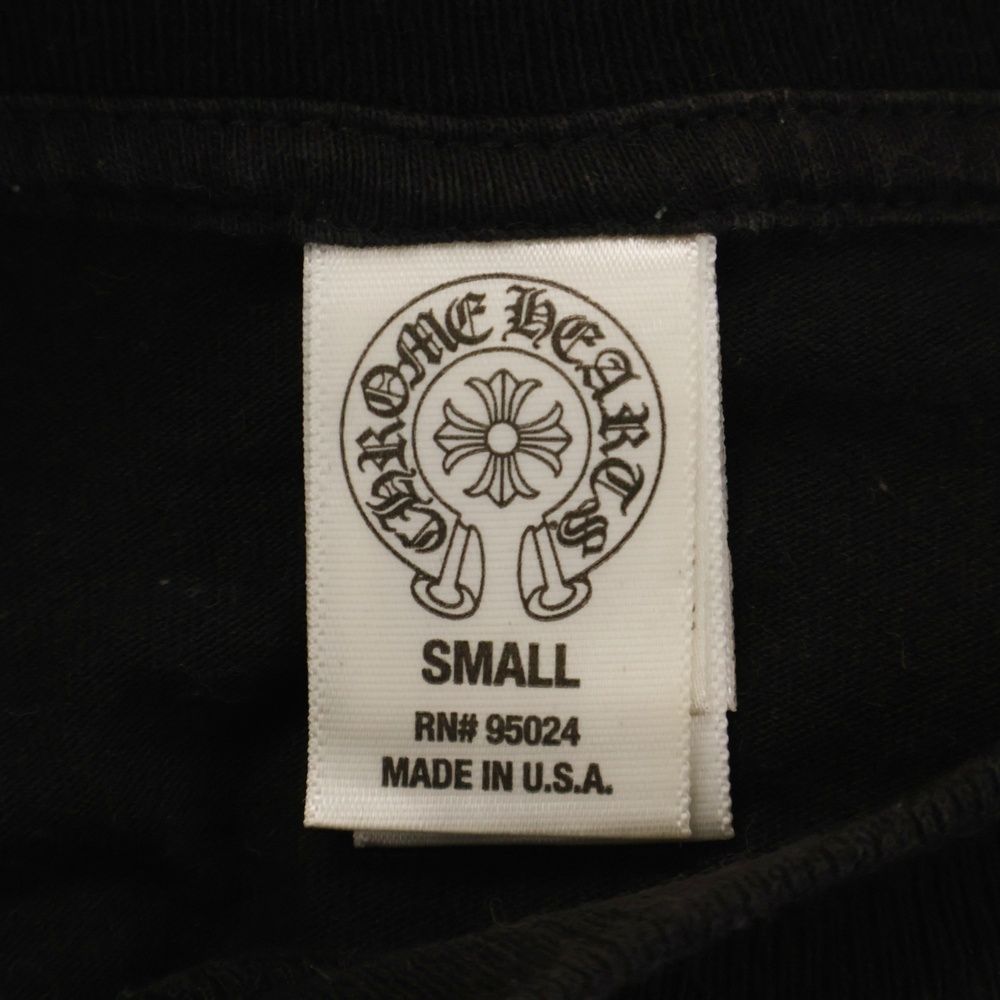 CHROME HEARTS
SMALL
RN# 95024
MADE IN U.S.A.